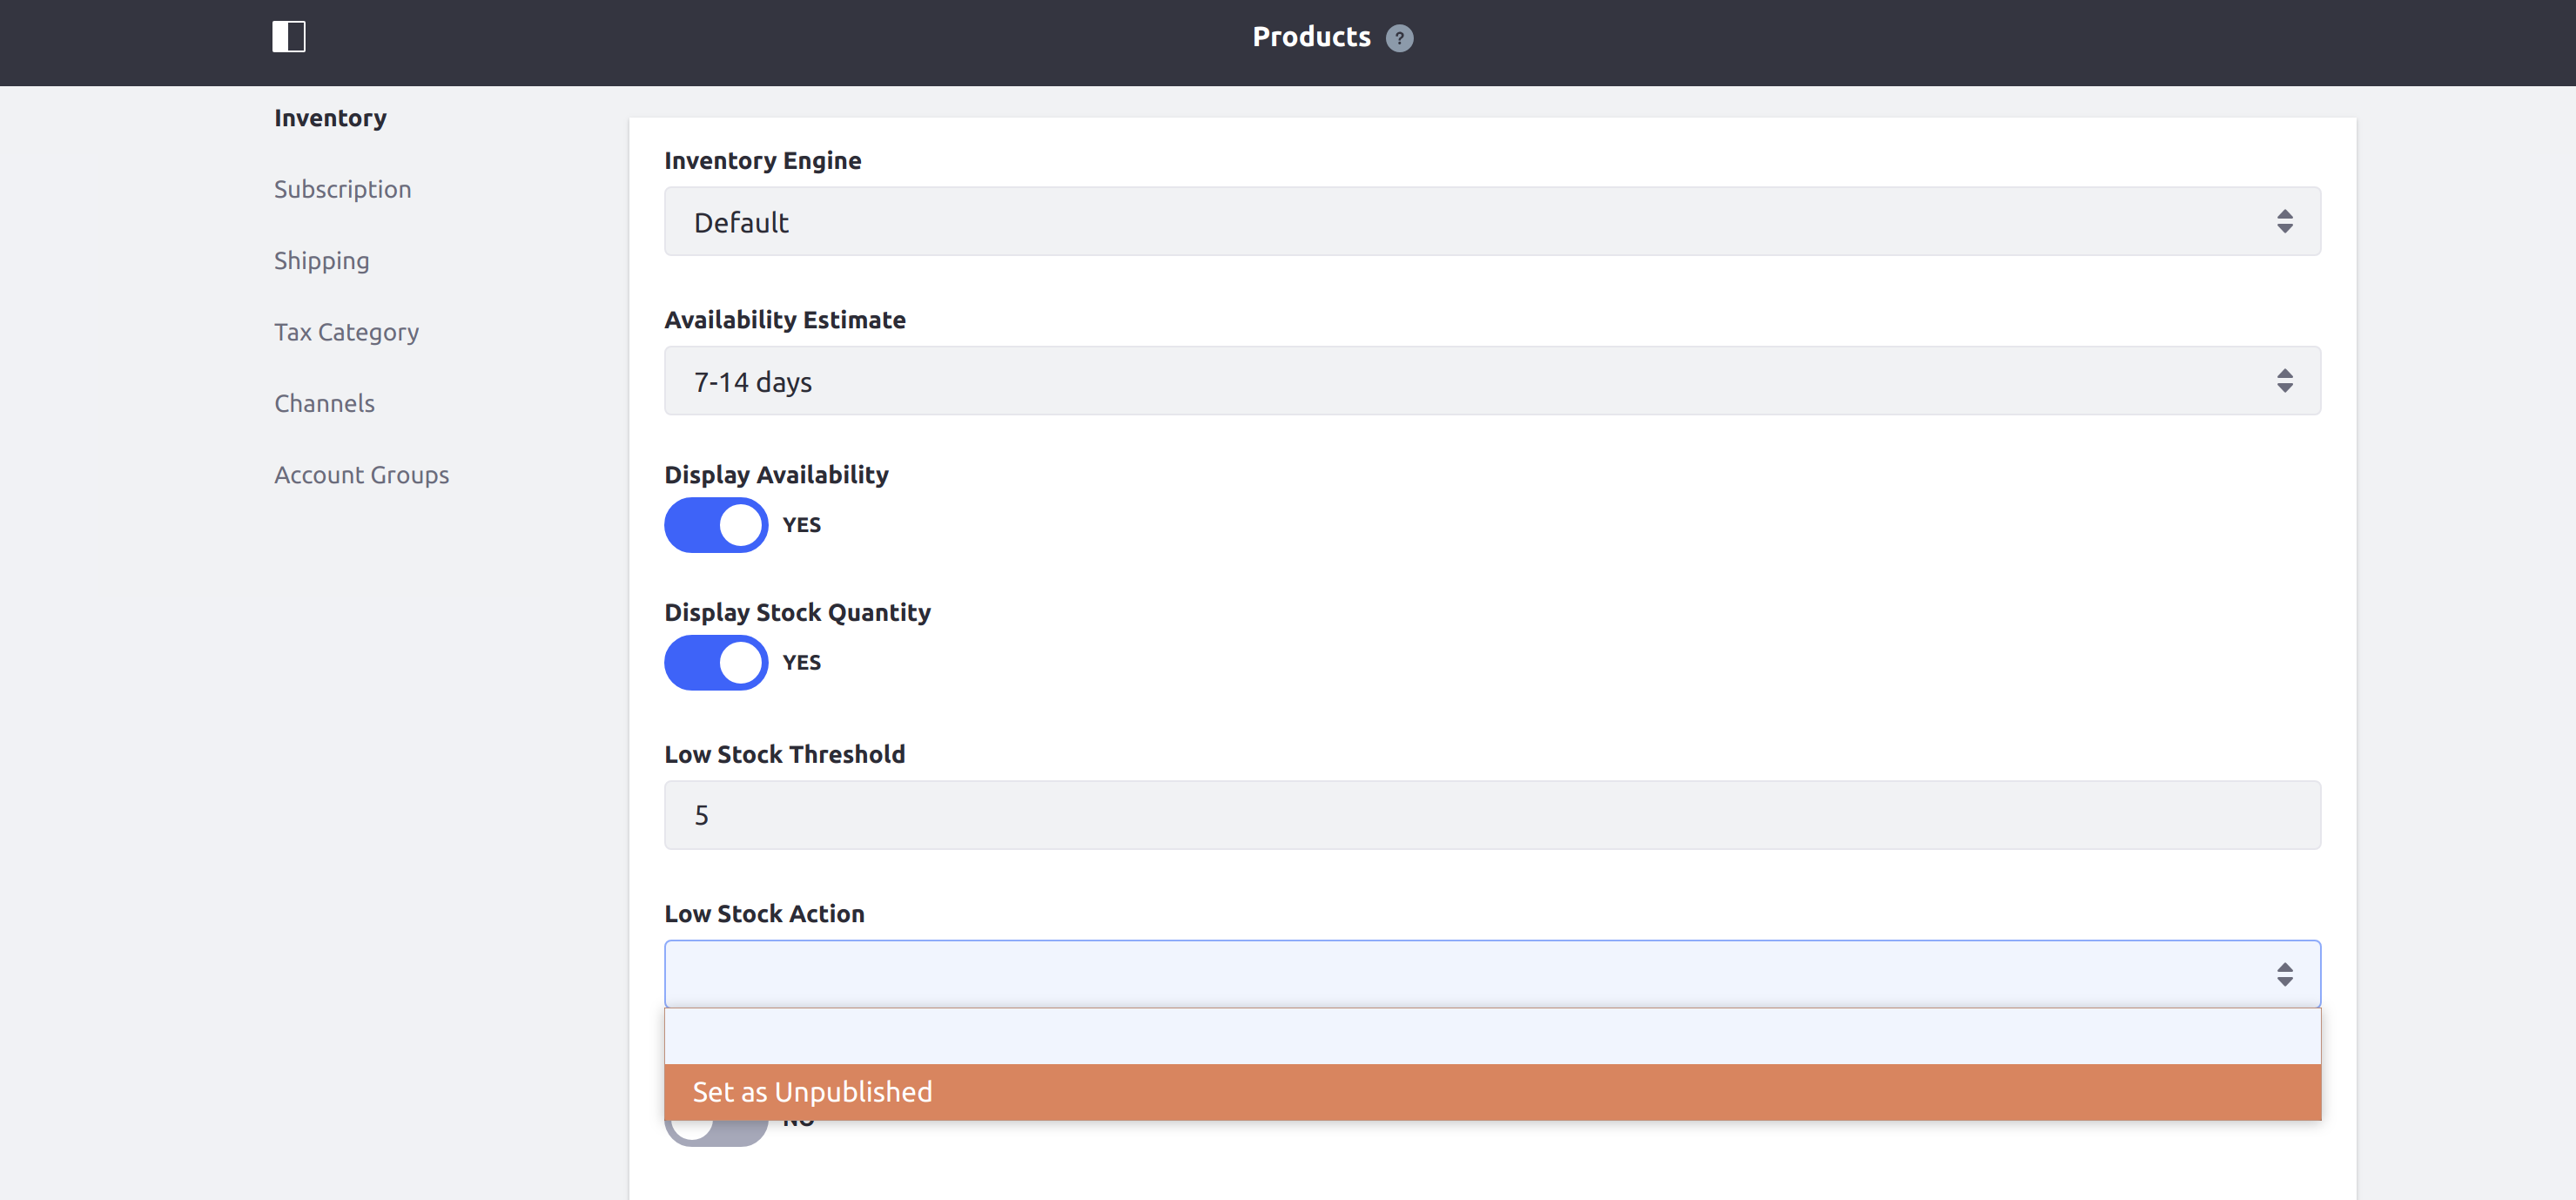 Products ?
Inventory
Subscription
Shipping
Tax Category
Channels
Account Groups
Inventory Engine
Default
Availability Estimate
7-14 days
Display Availability
YES
Display Stock Quantity
YES
Low Stock Threshold
5
Low Stock Action
Set as Unpublished
NO